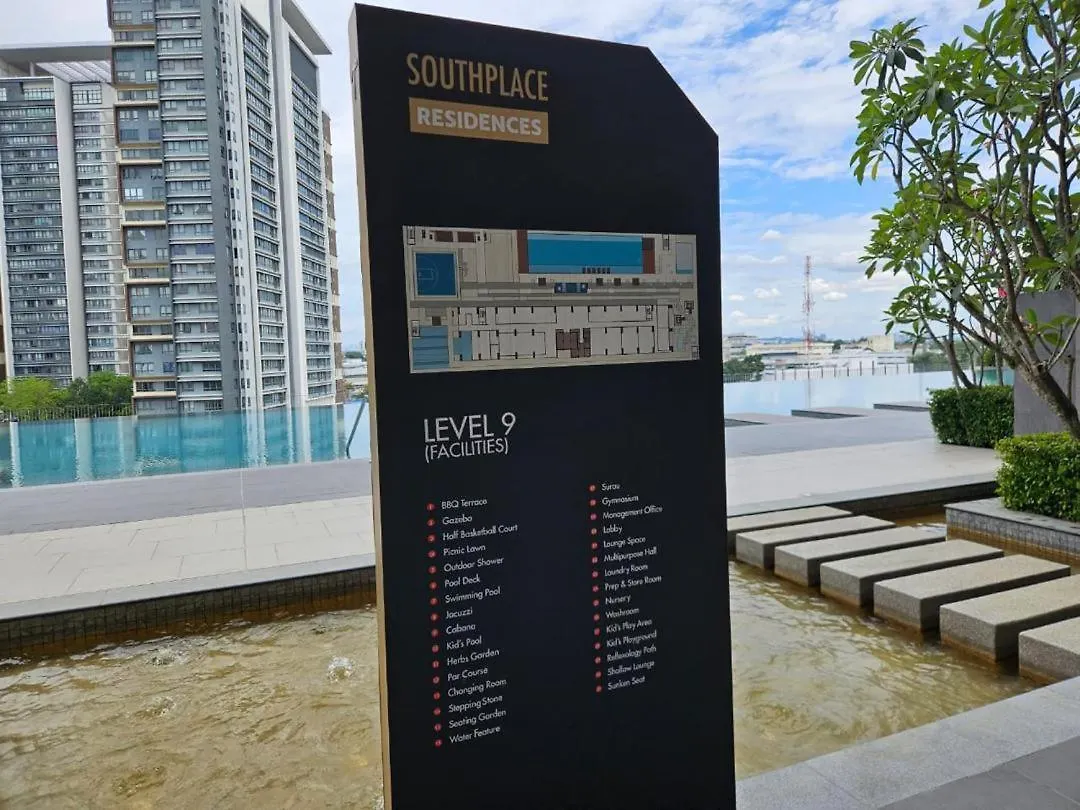 SOUTHPLACE
RESIDENCES
LEVEL 9
(FACILITIES)
BBQ Terrace
Gazebo
Half Basketball Court
Picnic Lawn
Outdoor Shower
Pool Deck
Swimming Pool
Jacuzzi
Cabana
Kid's Pool
Herbs Garden
Par Course
Changing Room
Stepping Stone
Seating Garden
Water Feature
Surau
Gymnasium
Management Office
Lobby
Lounge Space
Multipurpose Hall
Laundry Room
Prep & Store Room
Nursery
Washroom
Kid's Play Area
Kid's Playground
Reflexology Path
Shallow Lounge
Sunken Seat